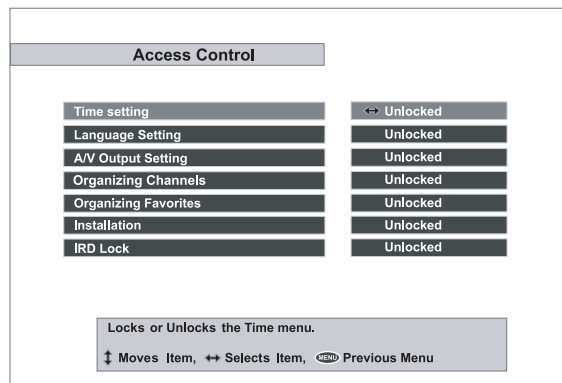 Access Control
Time setting ↔ Unlocked
Language Setting Unlocked
A/V Output Setting Unlocked
Organizing Channels Unlocked
Organizing Favorites Unlocked
Installation Unlocked
IRD Lock Unlocked
Locks or Unlocks the Time menu.
↕ Moves Item, ↔ Selects Item, MENU Previous Menu